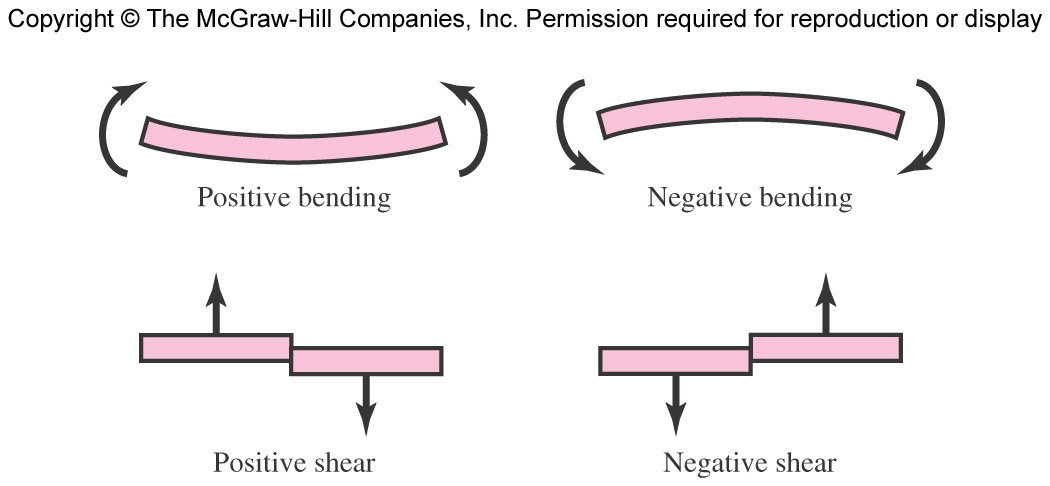 Copyright © The McGraw-Hill Companies, Inc. Permission required for reproduction or display
Positive bending
Negative bending
Positive shear
Negative shear